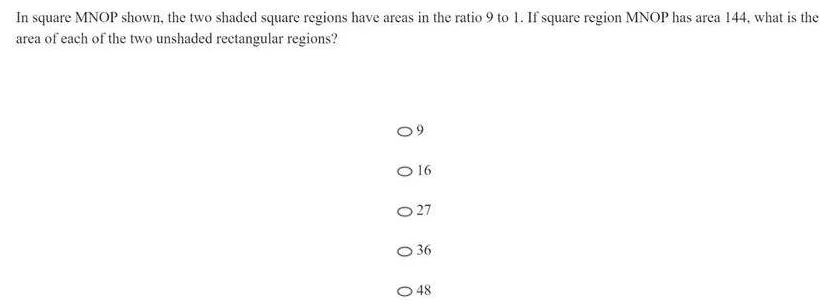 In square MNOP shown, the two shaded square regions have areas in the ratio 9 to 1. If square region MNOP has area 144, what is the
area of each of the two unshaded rectangular regions?
9
16
27
36
48